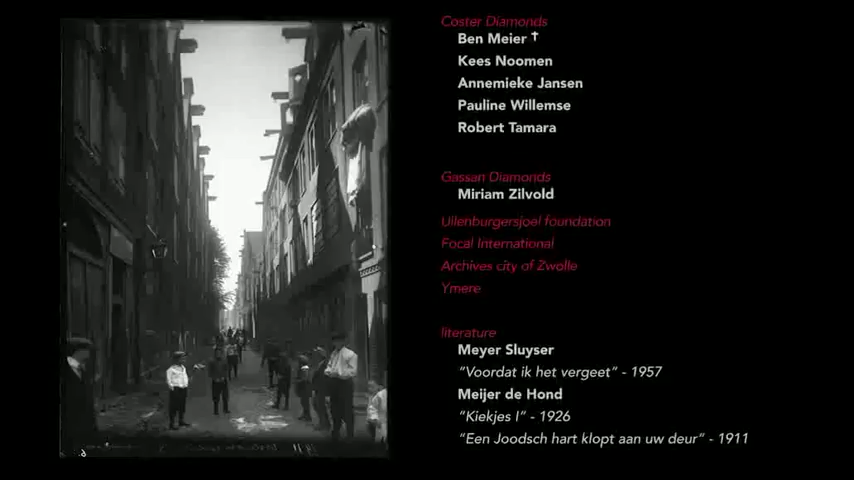 Coster Diamonds
Ben Meier †
Kees Noomen
Annemieke Jansen
Pauline Willemse
Robert Tamara
Gassan Diamonds
Miriam Zilvold
Uilenburgersjoel foundation
Focal International
Archives city of Zwolle
Ymere
literature
Meyer Sluyser
"Voordat ik het vergeet" - 1957
Meijer de Hond
"Kiekjes I" - 1926
"Een Joodsch hart klopt aan uw deur" - 1911